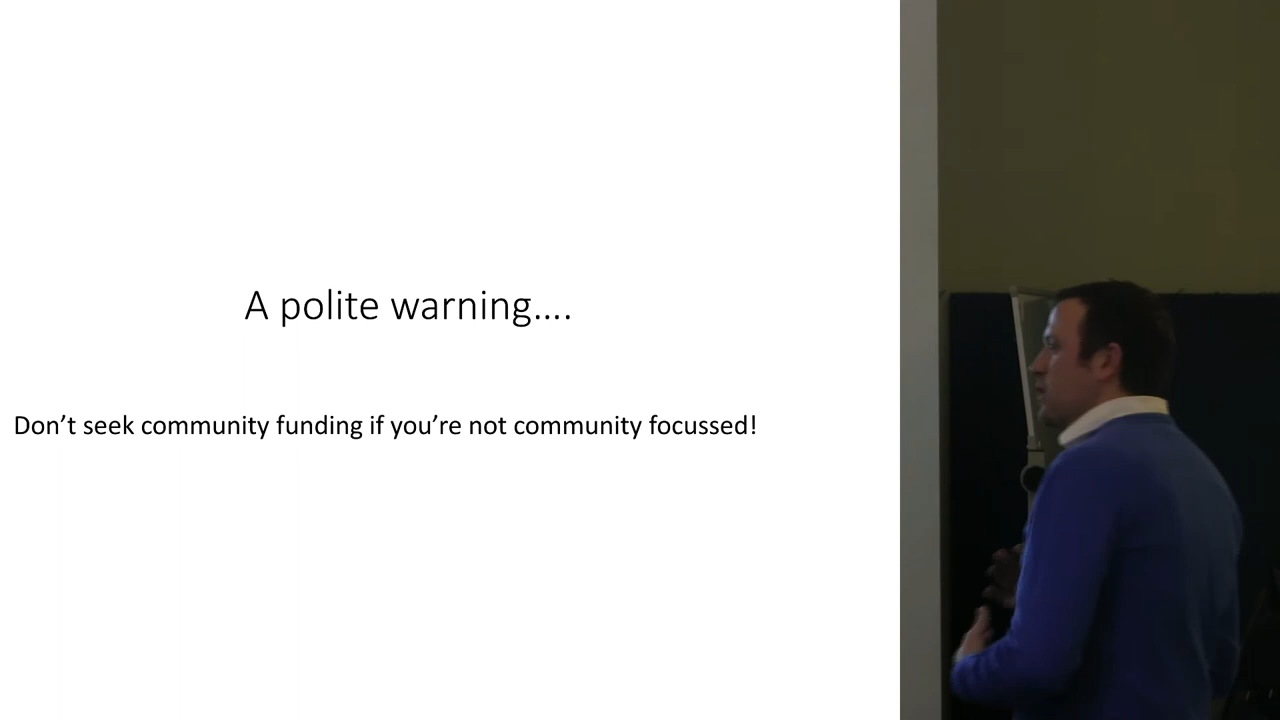 A polite warning....
Don’t seek community funding if you’re not community focussed!